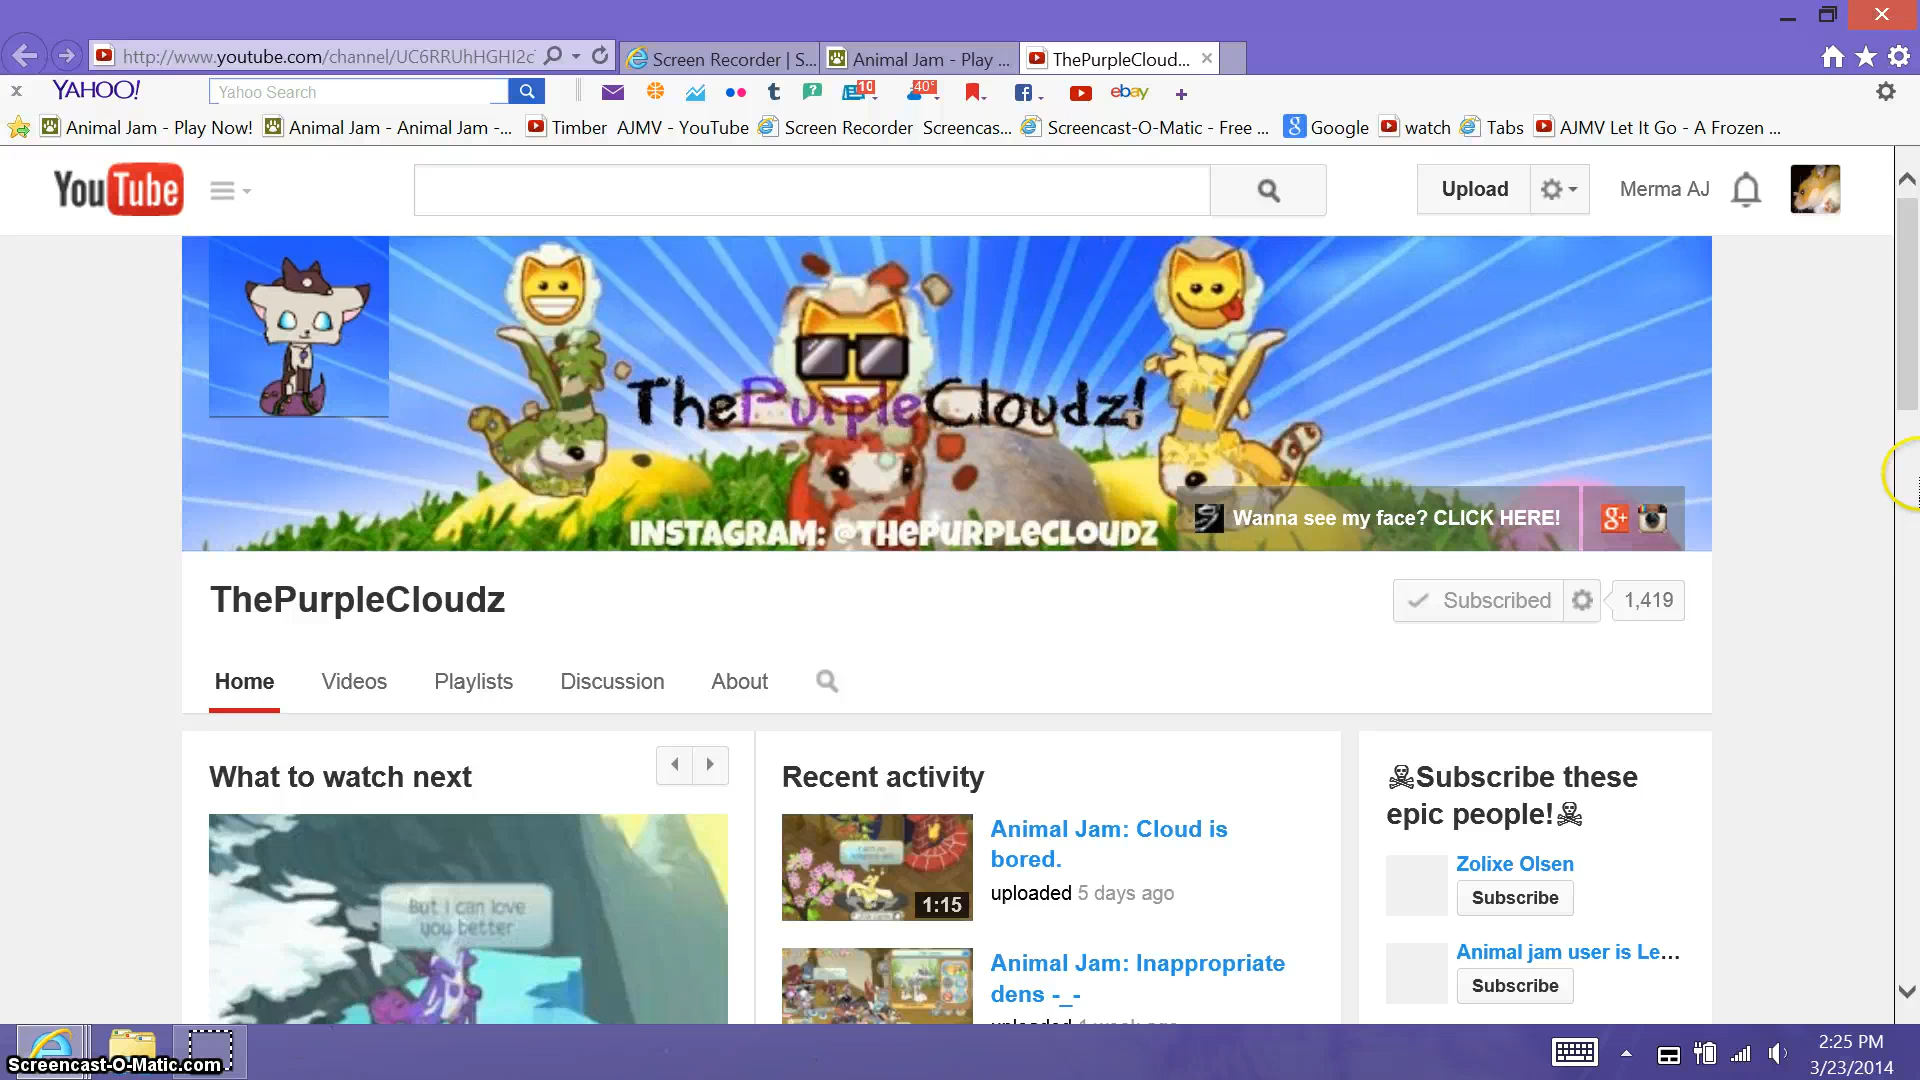 http://www.youtube.com/channel/UC6RRUhHGHI2c
Screen Recorder | S...
Animal Jam - Play ...
ThePurpleCloud...
YAHOO!
Yahoo Search
10
40°
ebay
Animal Jam - Play Now!
Animal Jam - Animal Jam -...
Timber AJMV - YouTube
Screen Recorder Screencas...
Screencast-O-Matic - Free ...
Google
watch
Tabs
AJMV Let It Go - A Frozen ...
YouTube
Upload
Merma AJ
ThePurpleCloudz!
INSTAGRAM: @THEPURPLECLOUDZ
Wanna see my face? CLICK HERE!
ThePurpleCloudz
Subscribed
1,419
Home
Videos
Playlists
Discussion
About
What to watch next
But I can love
you better
Recent activity
Animal Jam: Cloud is
bored.
uploaded 5 days ago
1:15
Animal Jam: Inappropriate
dens -_-
☠Subscribe these
epic people!☠
Zolixe Olsen
Subscribe
Animal jam user is Le...
Subscribe
Screencast-O-Matic.com
2:25 PM
3/23/2014